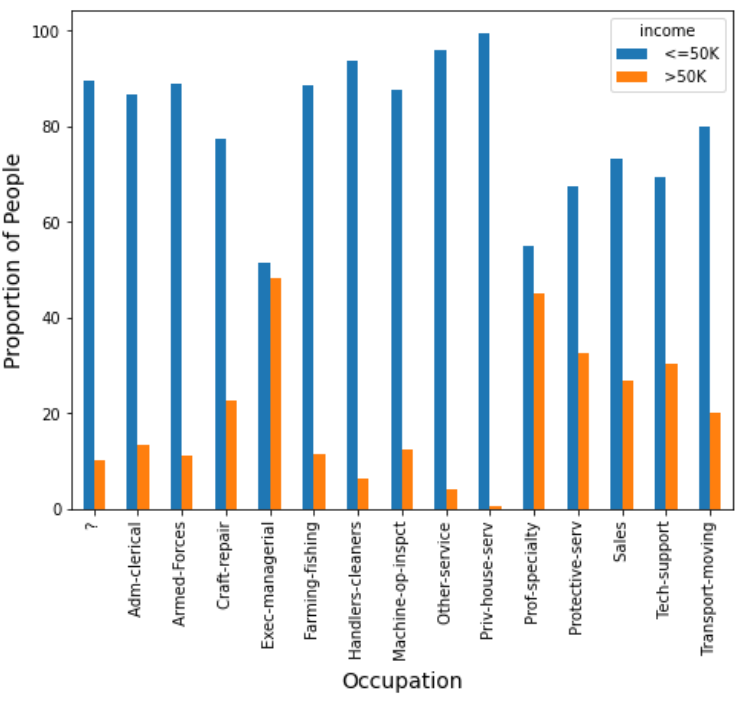 income
<=50K
>50K
100
80
60
40
20
0
Proportion of People
?
Adm-clerical
Armed-Forces
Craft-repair
Exec-managerial
Farming-fishing
Handlers-cleaners
Machine-op-inspct
Other-service
Priv-house-serv
Prof-specialty
Protective-serv
Sales
Tech-support
Transport-moving
Occupation